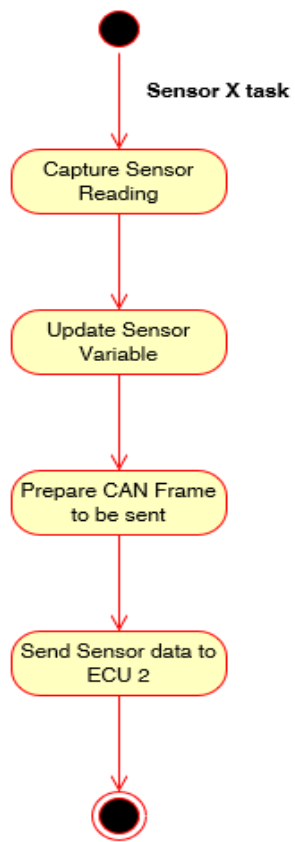 Sensor X task
Capture Sensor
Reading
Update Sensor
Variable
Prepare CAN Frame
to be sent
Send Sensor data to
ECU 2